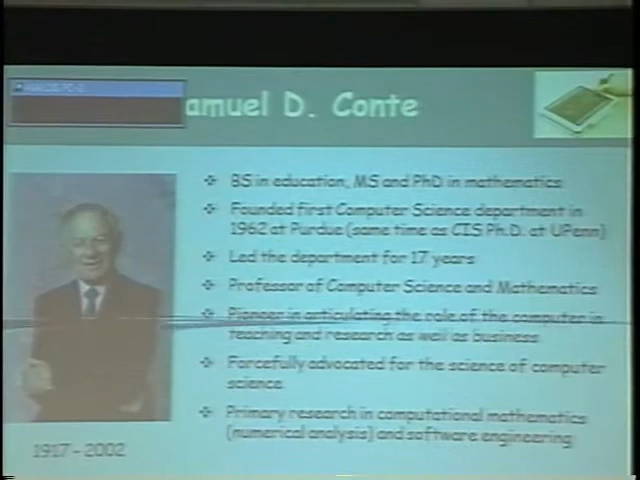 amuel D. Conte
BS in education, MS and PhD in mathematics
Founded first Computer Science department in
1962 at Purdue (same time as CIS Ph.D. at UPenn)
Led the department for 17 years
Professor of Computer Science and Mathematics
Pioneer in articulating the role of the computer in
teaching and research as well as business
Forcefully advocated for the science of computer
science
Primary research in computational mathematics
(numerical analysis) and software engineering
1917 - 2002